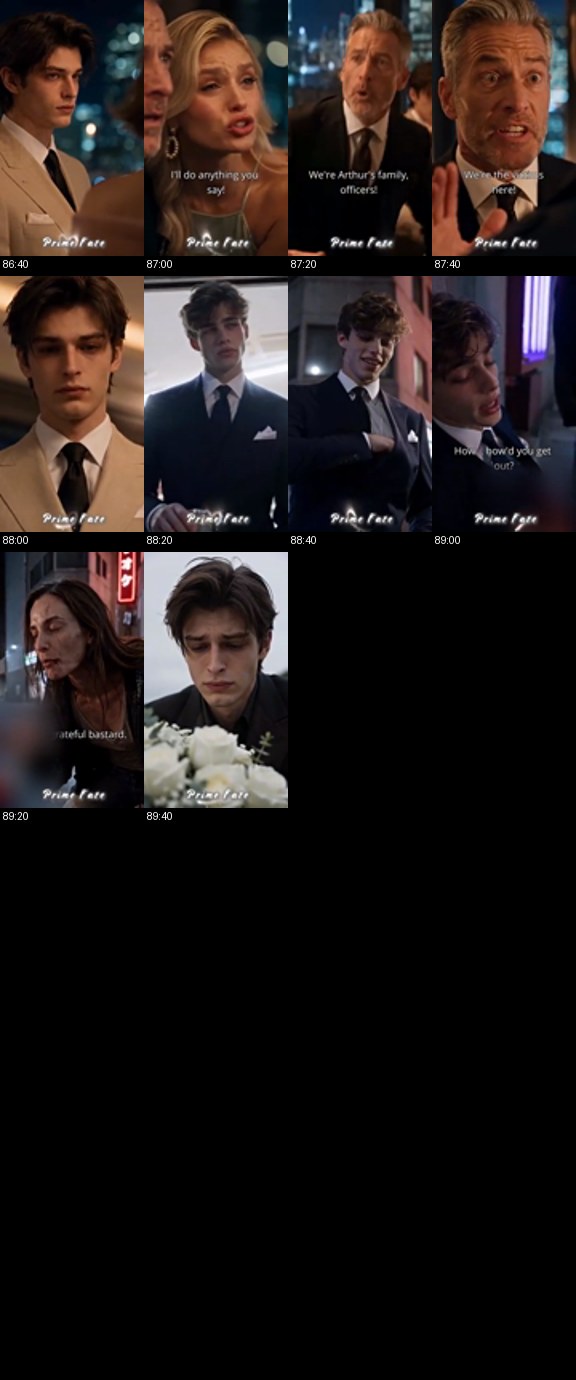 Prime Fate
I'll do anything you
say!
Prime Fate
We're Arthur's family,
officers!
Prime Fate
We're the victims
here!
Prime Fate
86:40
87:00
87:20
87:40
Prime Fate
Prime Fate
Prime Fate
How how'd you get
out?
Prime Fate
88:00
88:20
88:40
89:00
オケ
rateful bastard.
Prime Fate
Prime Fate
89:20
89:40